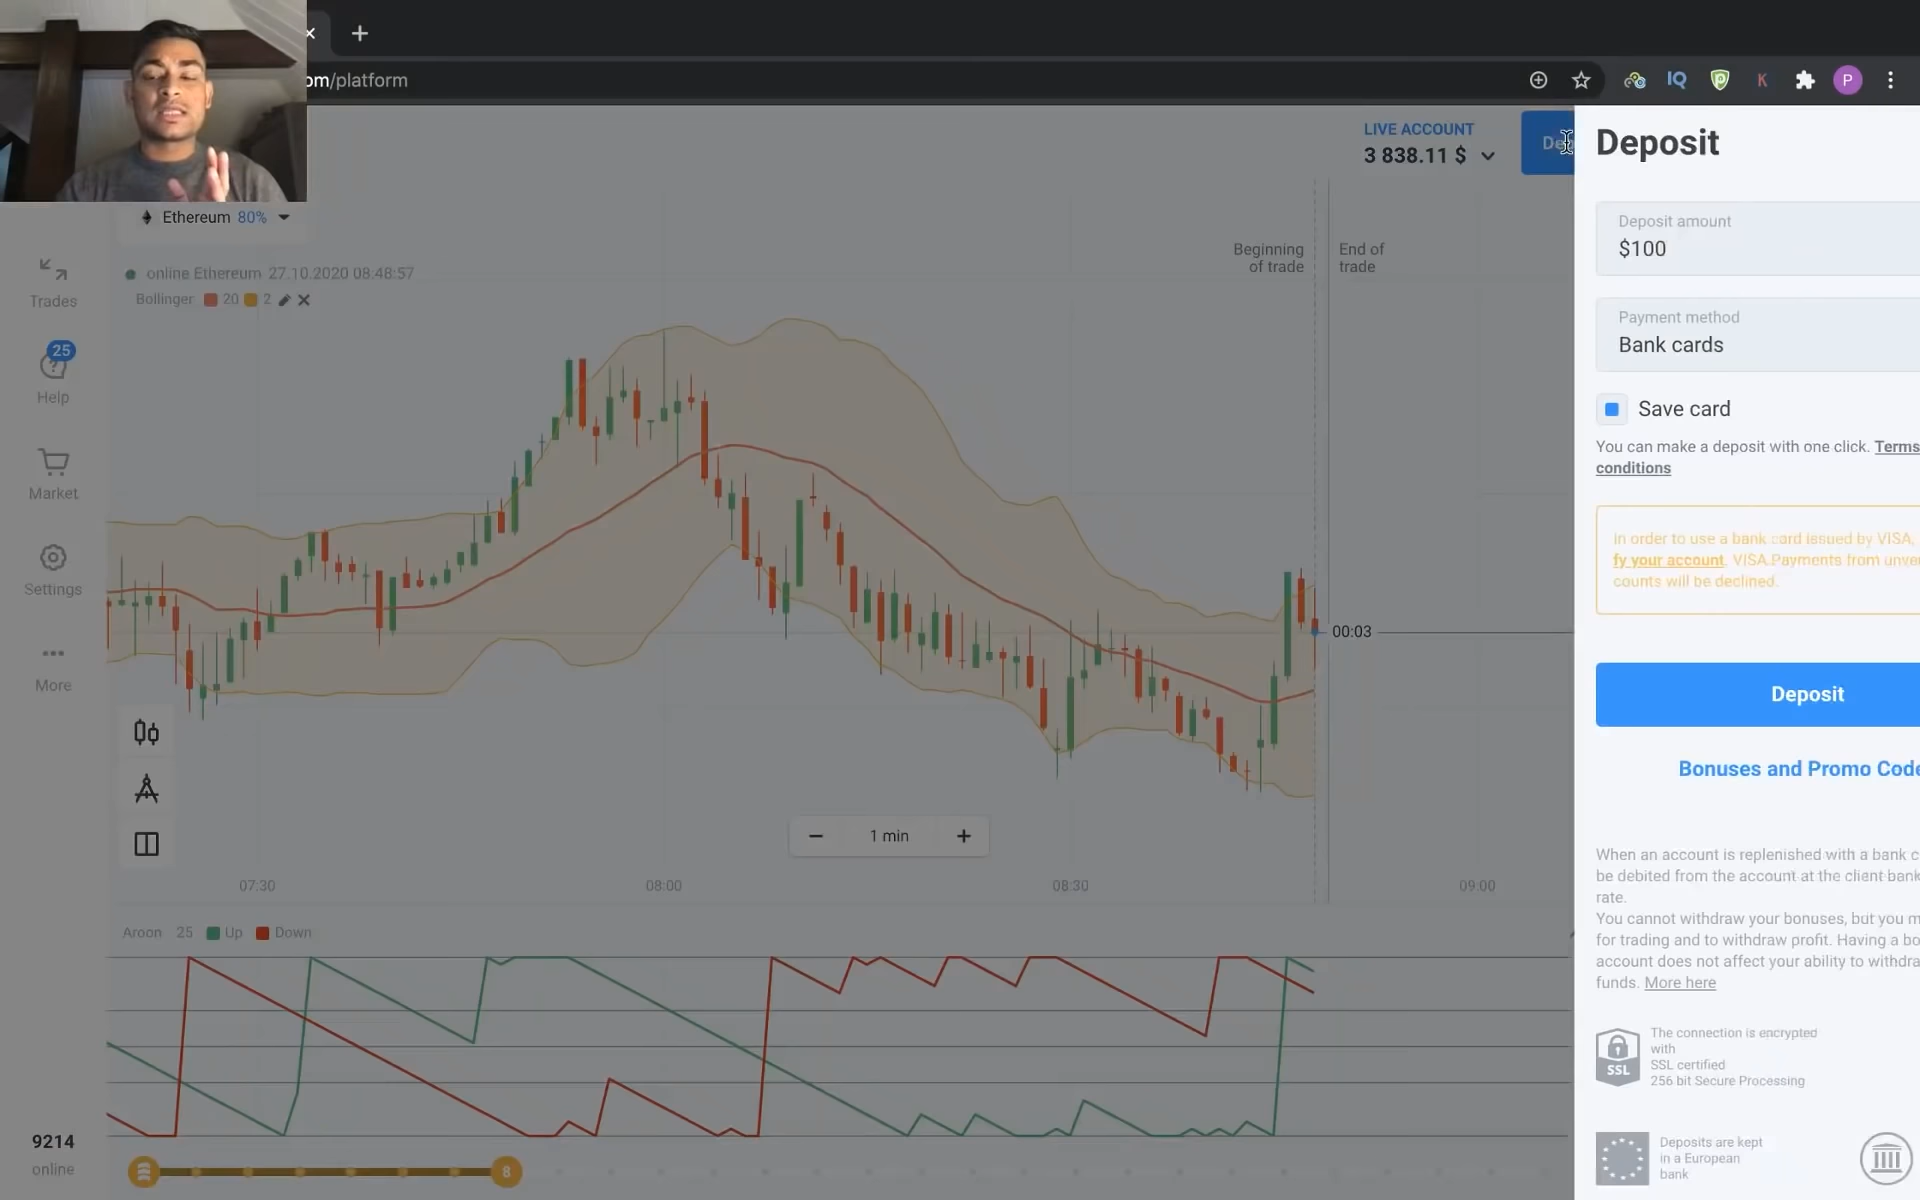 om/platform
IQ
K
P
LIVE ACCOUNT
3 838.11 $
Deposit
Deposit amount
$100
Payment method
Bank cards
Save card
You can make a deposit with one click. Terms
conditions
In order to use a bank card issued by VISA,
fy your account. VISA Payments from unver
counts will be declined.
Deposit
Bonuses and Promo Code
When an account is replenished with a bank c
be debited from the account at the client bank
rate.
You cannot withdraw your bonuses, but you m
for trading and to withdraw profit. Having a bo
account does not affect your ability to withdra
funds. More here
The connection is encrypted
with
SSL certified
256 bit Secure Processing
SSL
Deposits are kept
in a European
bank
Ethereum 80%
online Ethereum 27.10.2020 08:48:57
Bollinger 20 2
Beginning
of trade
End of
trade
Trades
25
Help
Market
Settings
More
00:03
1 min
07:30 08:00 08:30 09:00
Aroon 25 Up Down
9214
online
8